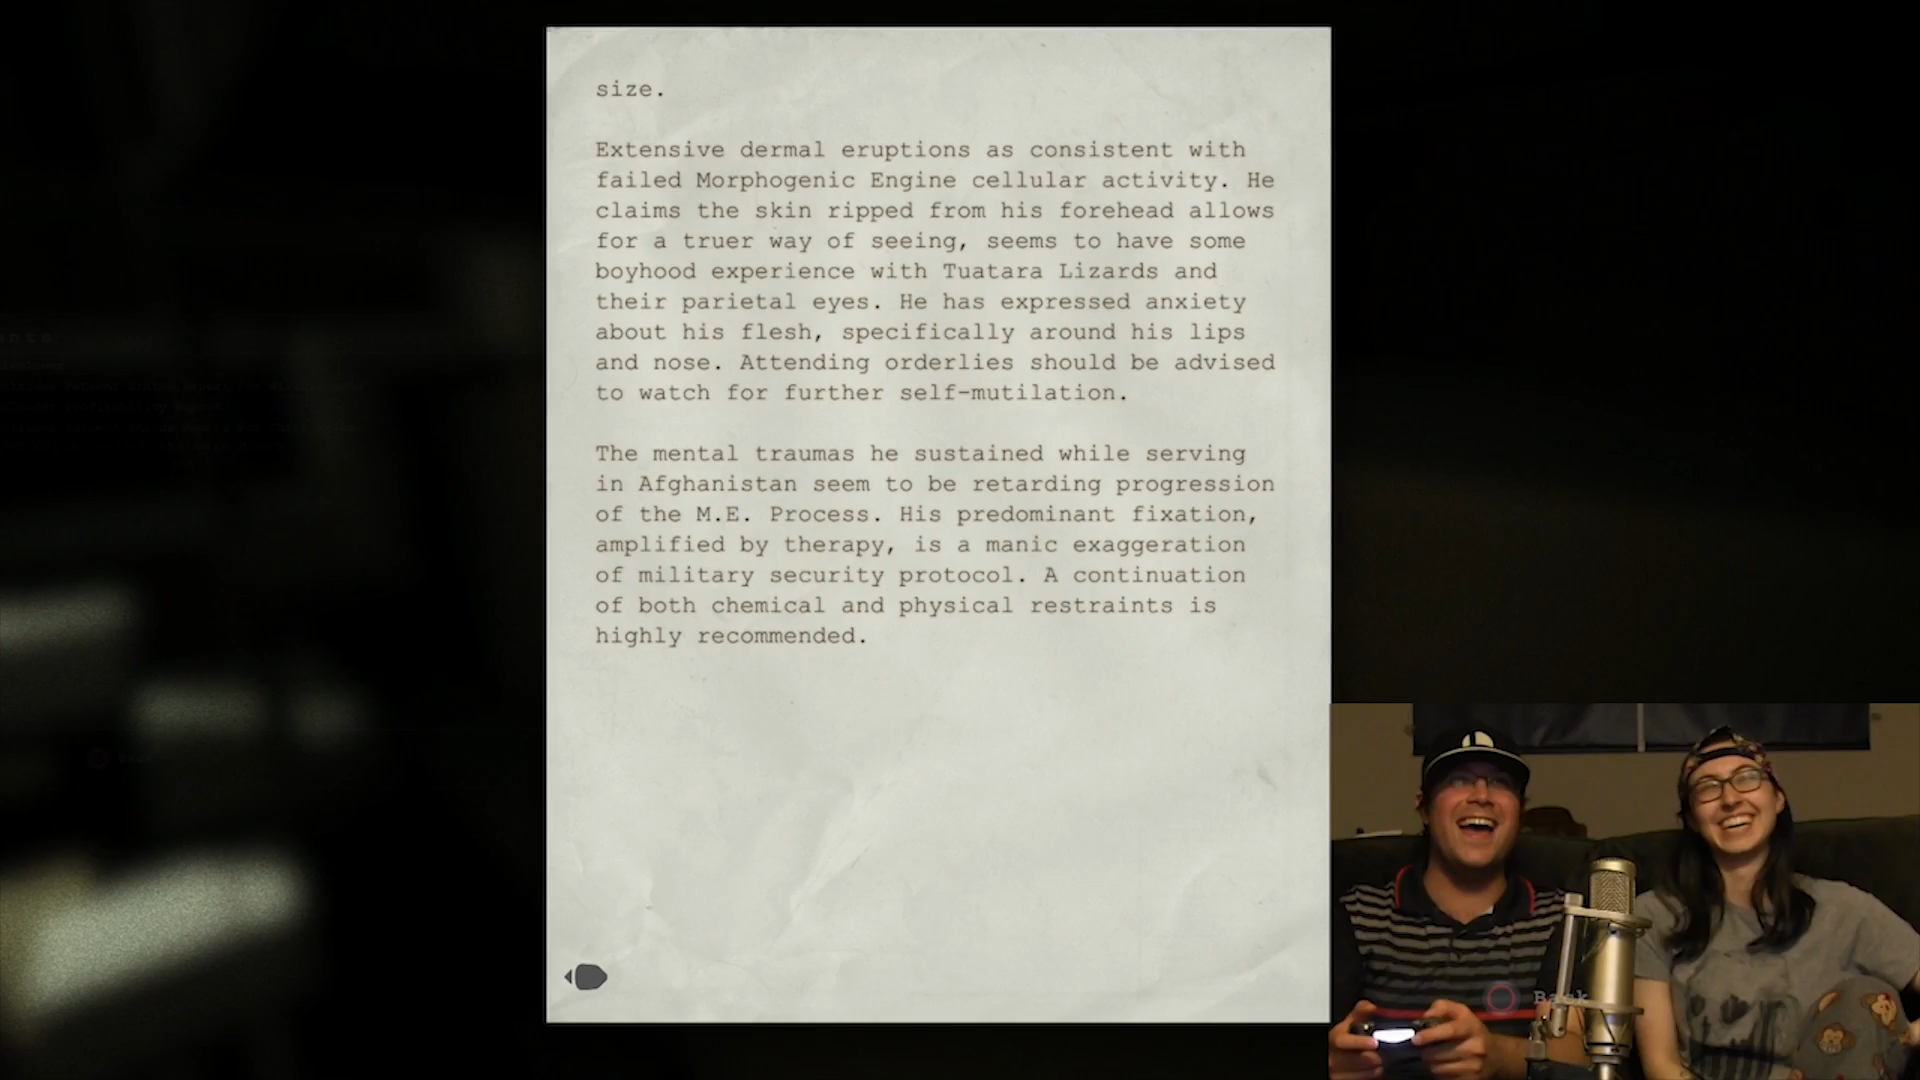 size.
Extensive dermal eruptions as consistent with
failed Morphogenic Engine cellular activity. He
claims the skin ripped from his forehead allows
for a truer way of seeing, seems to have some
boyhood experience with Tuatara Lizards and
their parietal eyes. He has expressed anxiety
about his flesh, specifically around his lips
and nose. Attending orderlies should be advised
to watch for further self-mutilation.
The mental traumas he sustained while serving
in Afghanistan seem to be retarding progression
of the M.E. Process. His predominant fixation,
amplified by therapy, is a manic exaggeration
of military security protocol. A continuation
of both chemical and physical restraints is
highly recommended.
Back